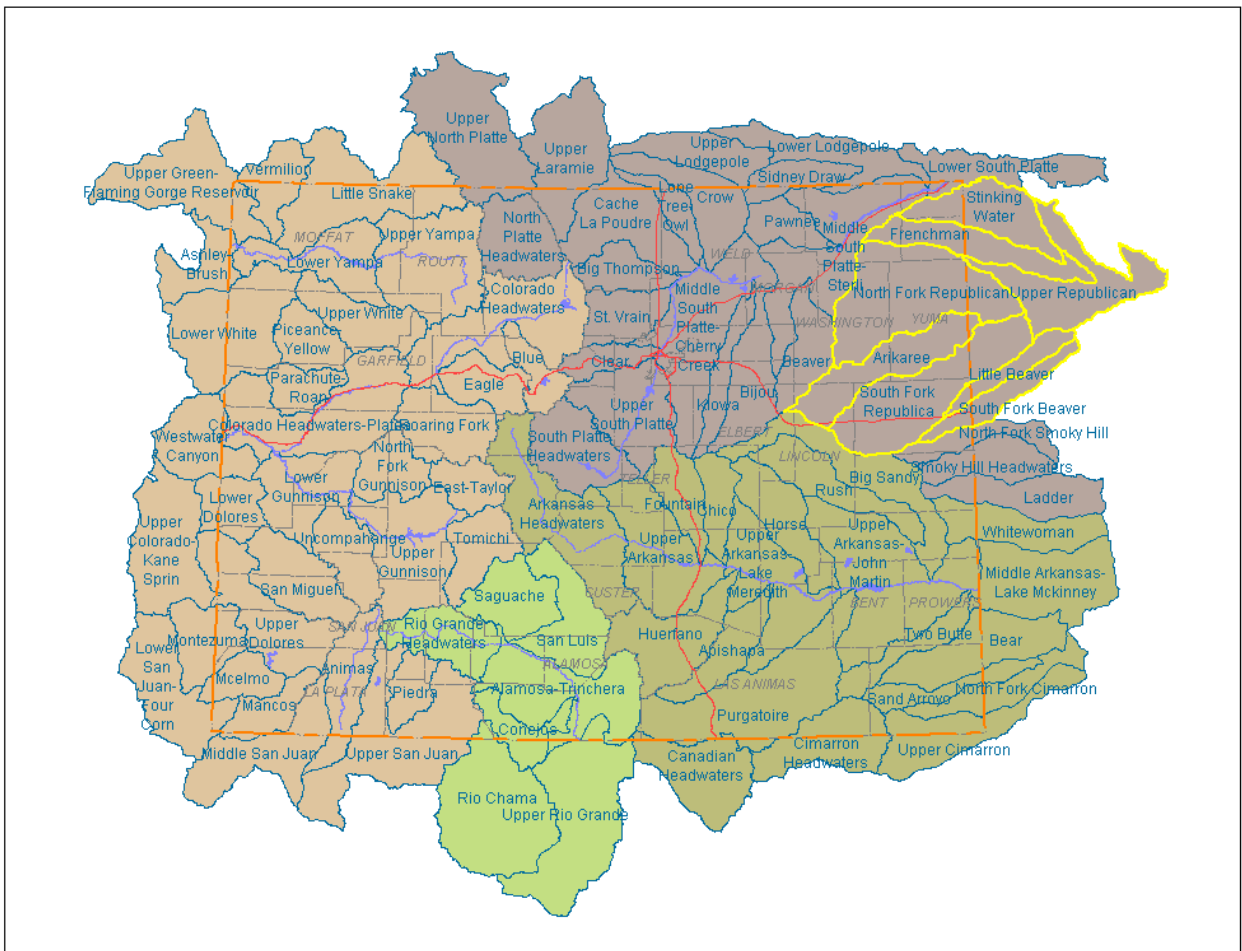 Upper
North Platte
Upper
Laramie
Upper
Lodgepole
Lower Lodgepole
Lower South Platte
Upper Green-
Flaming Gorge Reservoir
Vermilion
Little Snake
Sidney Draw
Stinking
Water
Lone
Tree-
Owl
Crow
Cache
La Poudre
North
Platte
Headwaters
Pawnee
Middle
South
Platte-
Sterli
Frenchman
MOFFAT
Upper Yampa
ROUTT
Ashley-
Brush
Lower Yampa
WELD
Big Thompson
Colorado
Headwaters
Middle
South
Platte-
Cherry
Creek
MORGAN
North Fork Republican
Upper Republican
Upper White
St. Vrain
WASHINGTON
YUMA
Lower White
Piceance-
Yellow
GARFIELD
Blue
Clear
Beaver
Arikaree
Parachute-
Roan
Eagle
Little Beaver
Bijou
South Fork
Republica
Kiowa
Upper
South Platte
South Fork Beaver
Colorado Headwaters-Platea
Roaring Fork
Westwater
Canyon
South Platte
Headwaters
ELBERT
North Fork Smoky Hill
North
Fork
Gunnison
LINCOLN
Smoky Hill Headwaters
Lower
Gunnison
TELLER
Big Sandy
East-Taylor
Rush
Ladder
Lower
Dolores
Arkansas
Headwaters
Fountain
Chico
Horse
Upper
Colorado-
Kane
Sprin
Uncompahange
Tomichi
Upper
Arkansas-
John
Martin
Whitewoman
Upper
Arkansas
Upper
Arkansas-
Lake
Meredith
Upper
Gunnison
Middle Arkansas-
Lake Mckinney
San Miguel
Saguache
CUSTER
BENT
PROWERS
SAN JUAN
Rio Grande
Headwaters
Montezuma
Upper
Dolores
San Luis
Huerfano
Two Butte
Bear
Lower
San
Juan-
Four
Corn
Apishapa
ALAMOSA
Mcelmo
Animas
LA PLATA
Piedra
Alamosa-Trinchera
LAS ANIMAS
North Fork Cimarron
Sand Arroyo
Mancos
Purgatoire
Conejos
Middle San Juan
Upper San Juan
Canadian
Headwaters
Cimarron
Headwaters
Upper Cimarron
Rio Chama
Upper Rio Grande